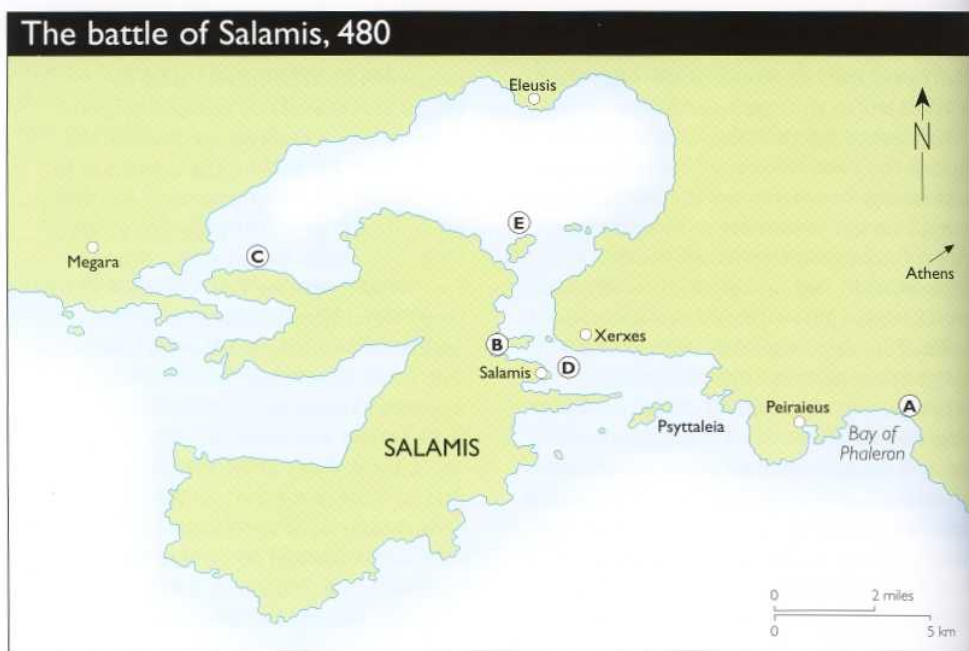 The battle of Salamis, 480
Eleusis
N
E
Megara
C
Athens
B
Xerxes
Salamis
D
A
Peiraieus
Psyttaleia
Bay of
Phaleron
SALAMIS
0 2 miles
0 5 km